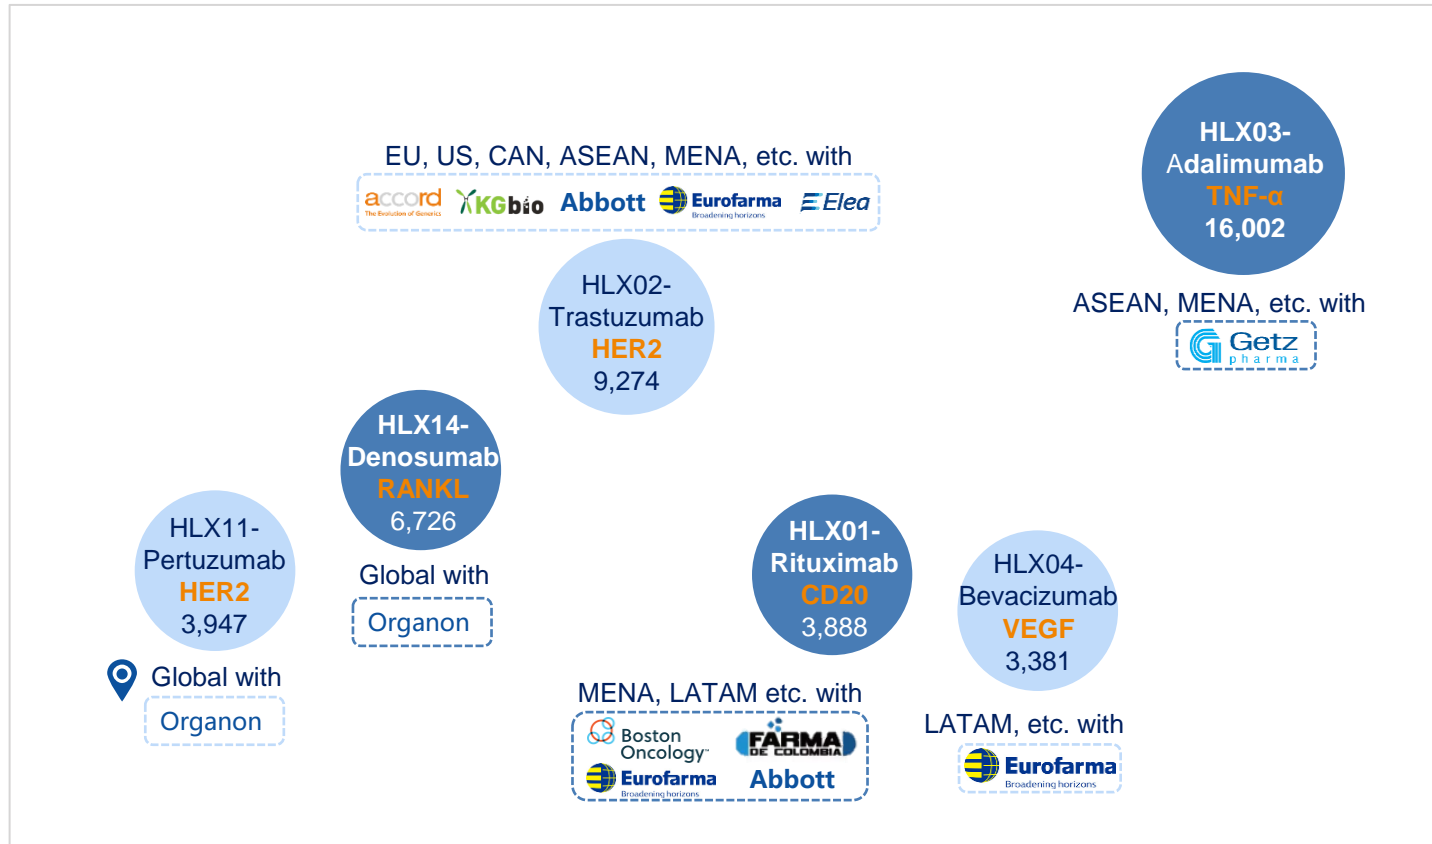 EU, US, CAN, ASEAN, MENA, etc. with
accord
The Evolution of Generics
KGbio
Abbott
Eurofarma
Broadening horizons
Elea
HLX03-
Adalimumab
TNF-α
16,002
ASEAN, MENA, etc. with
Getz
pharma
HLX02-
Trastuzumab
HER2
9,274
HLX14-
Denosumab
RANKL
6,726
Global with
Organon
HLX11-
Pertuzumab
HER2
3,947
Global with
Organon
HLX01-
Rituximab
CD20
3,888
MENA, LATAM etc. with
Boston
Oncology™
FARMA
DE COLOMBIA
Eurofarma
Broadening horizons
Abbott
HLX04-
Bevacizumab
VEGF
3,381
LATAM, etc. with
Eurofarma
Broadening horizons